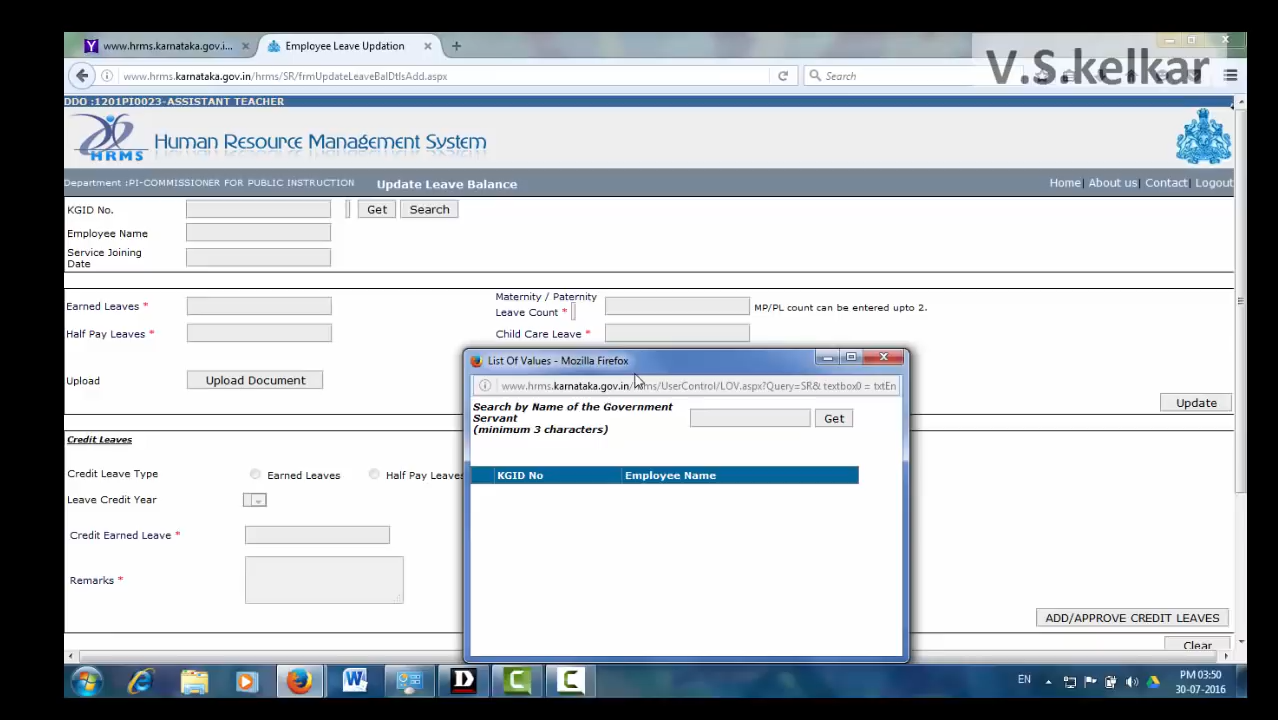 www.hrms.karnataka.gov.i...
Employee Leave Updation
V.S.kelkar
www.hrms.karnataka.gov.in/hrms/SR/frmUpdateLeaveBalDtlsAdd.aspx
Search
DDO :1201PI0023-ASSISTANT TEACHER
HRMS
Human Resource Management System
Department :PI-COMMISSIONER FOR PUBLIC INSTRUCTION
Update Leave Balance
Home| About us| Contact| Logout
KGID No.
Get
Search
Employee Name
Service Joining
Date
Earned Leaves *
Maternity / Paternity
Leave Count *
MP/PL count can be entered upto 2.
Half Pay Leaves *
Child Care Leave *
Upload
Upload Document
Update
Credit Leaves
Credit Leave Type
Earned Leaves
Half Pay Leaves
Leave Credit Year
Credit Earned Leave *
Remarks *
ADD/APPROVE CREDIT LEAVES
Clear
List Of Values - Mozilla Firefox
www.hrms.karnataka.gov.in/hrms/UserControl/LOV.aspx?Query=SR& textbox0 = txtEn
Search by Name of the Government
Servant
(minimum 3 characters)
Get
KGID No
Employee Name
EN
PM 03:50
30-07-2016